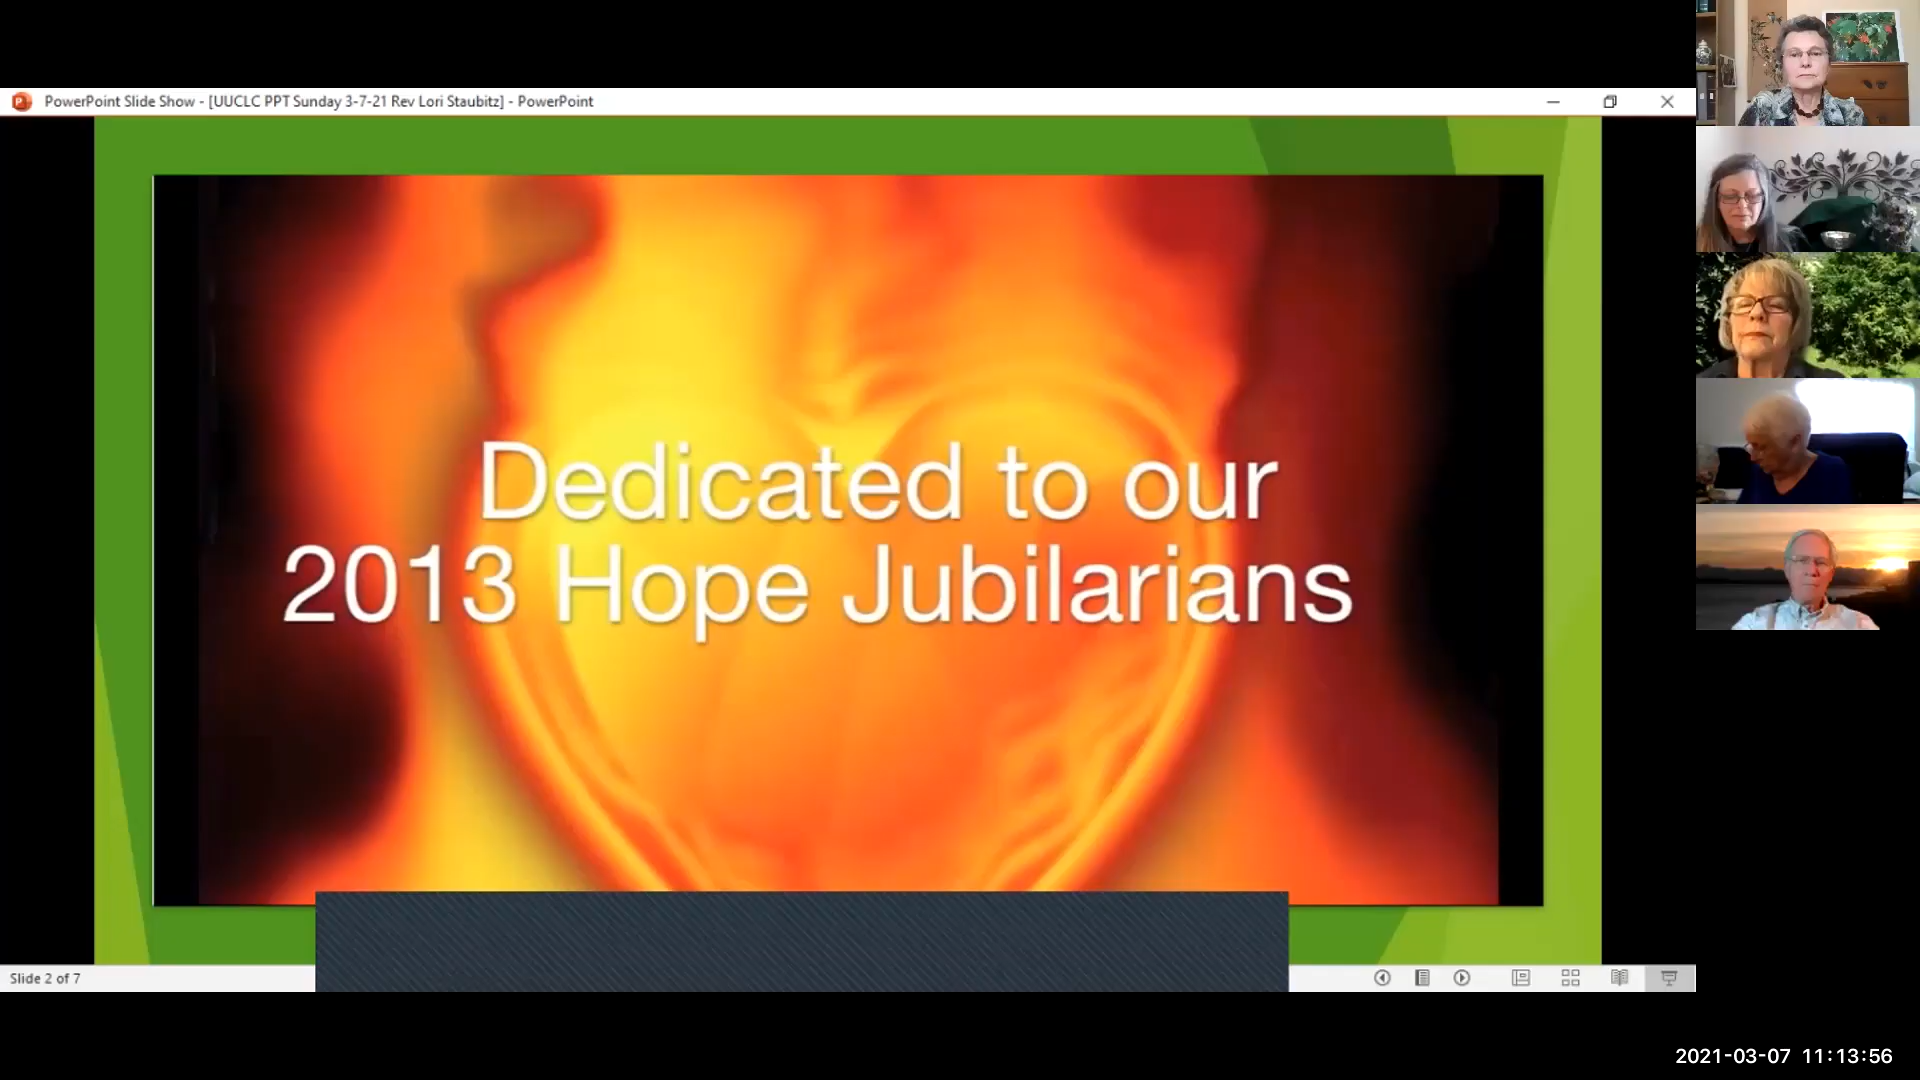 PowerPoint Slide Show - [UUCLC PPT Sunday 3-7-21 Rev Lori Staubitz] - PowerPoint
Dedicated to our
2013 Hope Jubilarians
Slide 2 of 7
2021-03-07 11:13:56